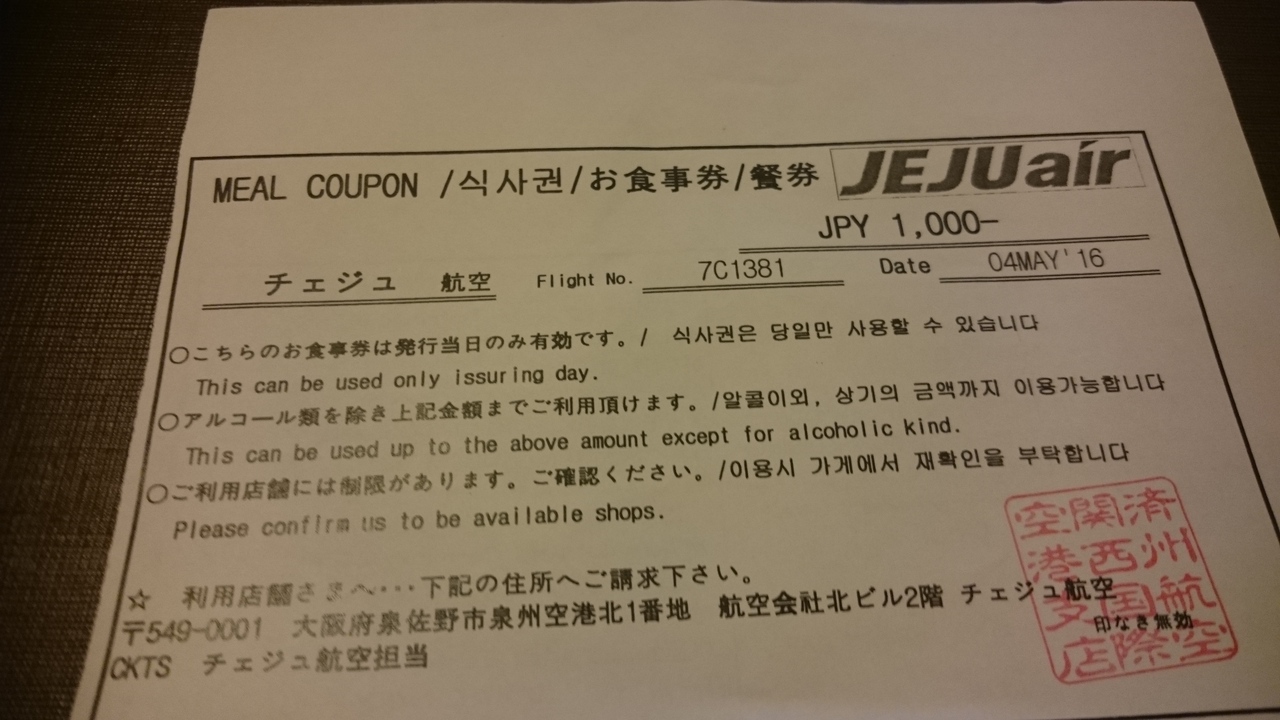 MEAL COUPON /식사권/お食事券/餐券 JEJUair
JPY 1,000-
チェジュ 航空 Flight No. 7C1381 Date 04MAY'16
○こちらのお食事券は発行当日のみ有効です。/ 식사권은 당일만 사용할 수 있습니다
This can be used only issuring day.
○アルコール類を除き上記金額までご利用頂けます。/알콜이외, 상기의 금액까지 이용가능합니다
This can be used up to the above amount except for alcoholic kind.
○ご利用店舗には制限があります。ご確認ください。/이용시 가게에서 재확인을 부탁합니다
Please confirm us to be available shops.
☆ 利用店舗さまへ･･･下記の住所へご請求下さい。
〒549-0001 大阪府泉佐野市泉州空港北1番地 航空会社北ビル2階 チェジュ航空
印なき無効
CKTS チェジュ航空担当
済州航空
関西国際
空港支店